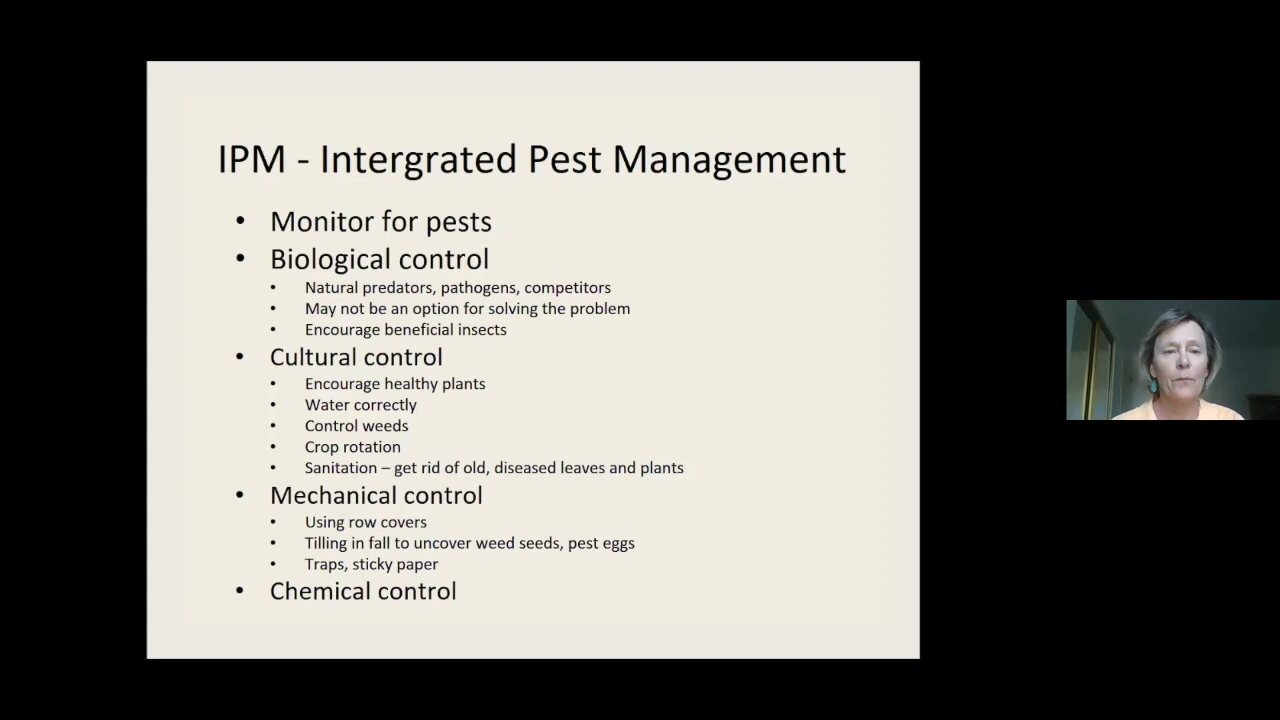 IPM - Intergrated Pest Management
• Monitor for pests
• Biological control
• Natural predators, pathogens, competitors
• May not be an option for solving the problem
• Encourage beneficial insects
• Cultural control
• Encourage healthy plants
• Water correctly
• Control weeds
• Crop rotation
• Sanitation – get rid of old, diseased leaves and plants
• Mechanical control
• Using row covers
• Tilling in fall to uncover weed seeds, pest eggs
• Traps, sticky paper
• Chemical control